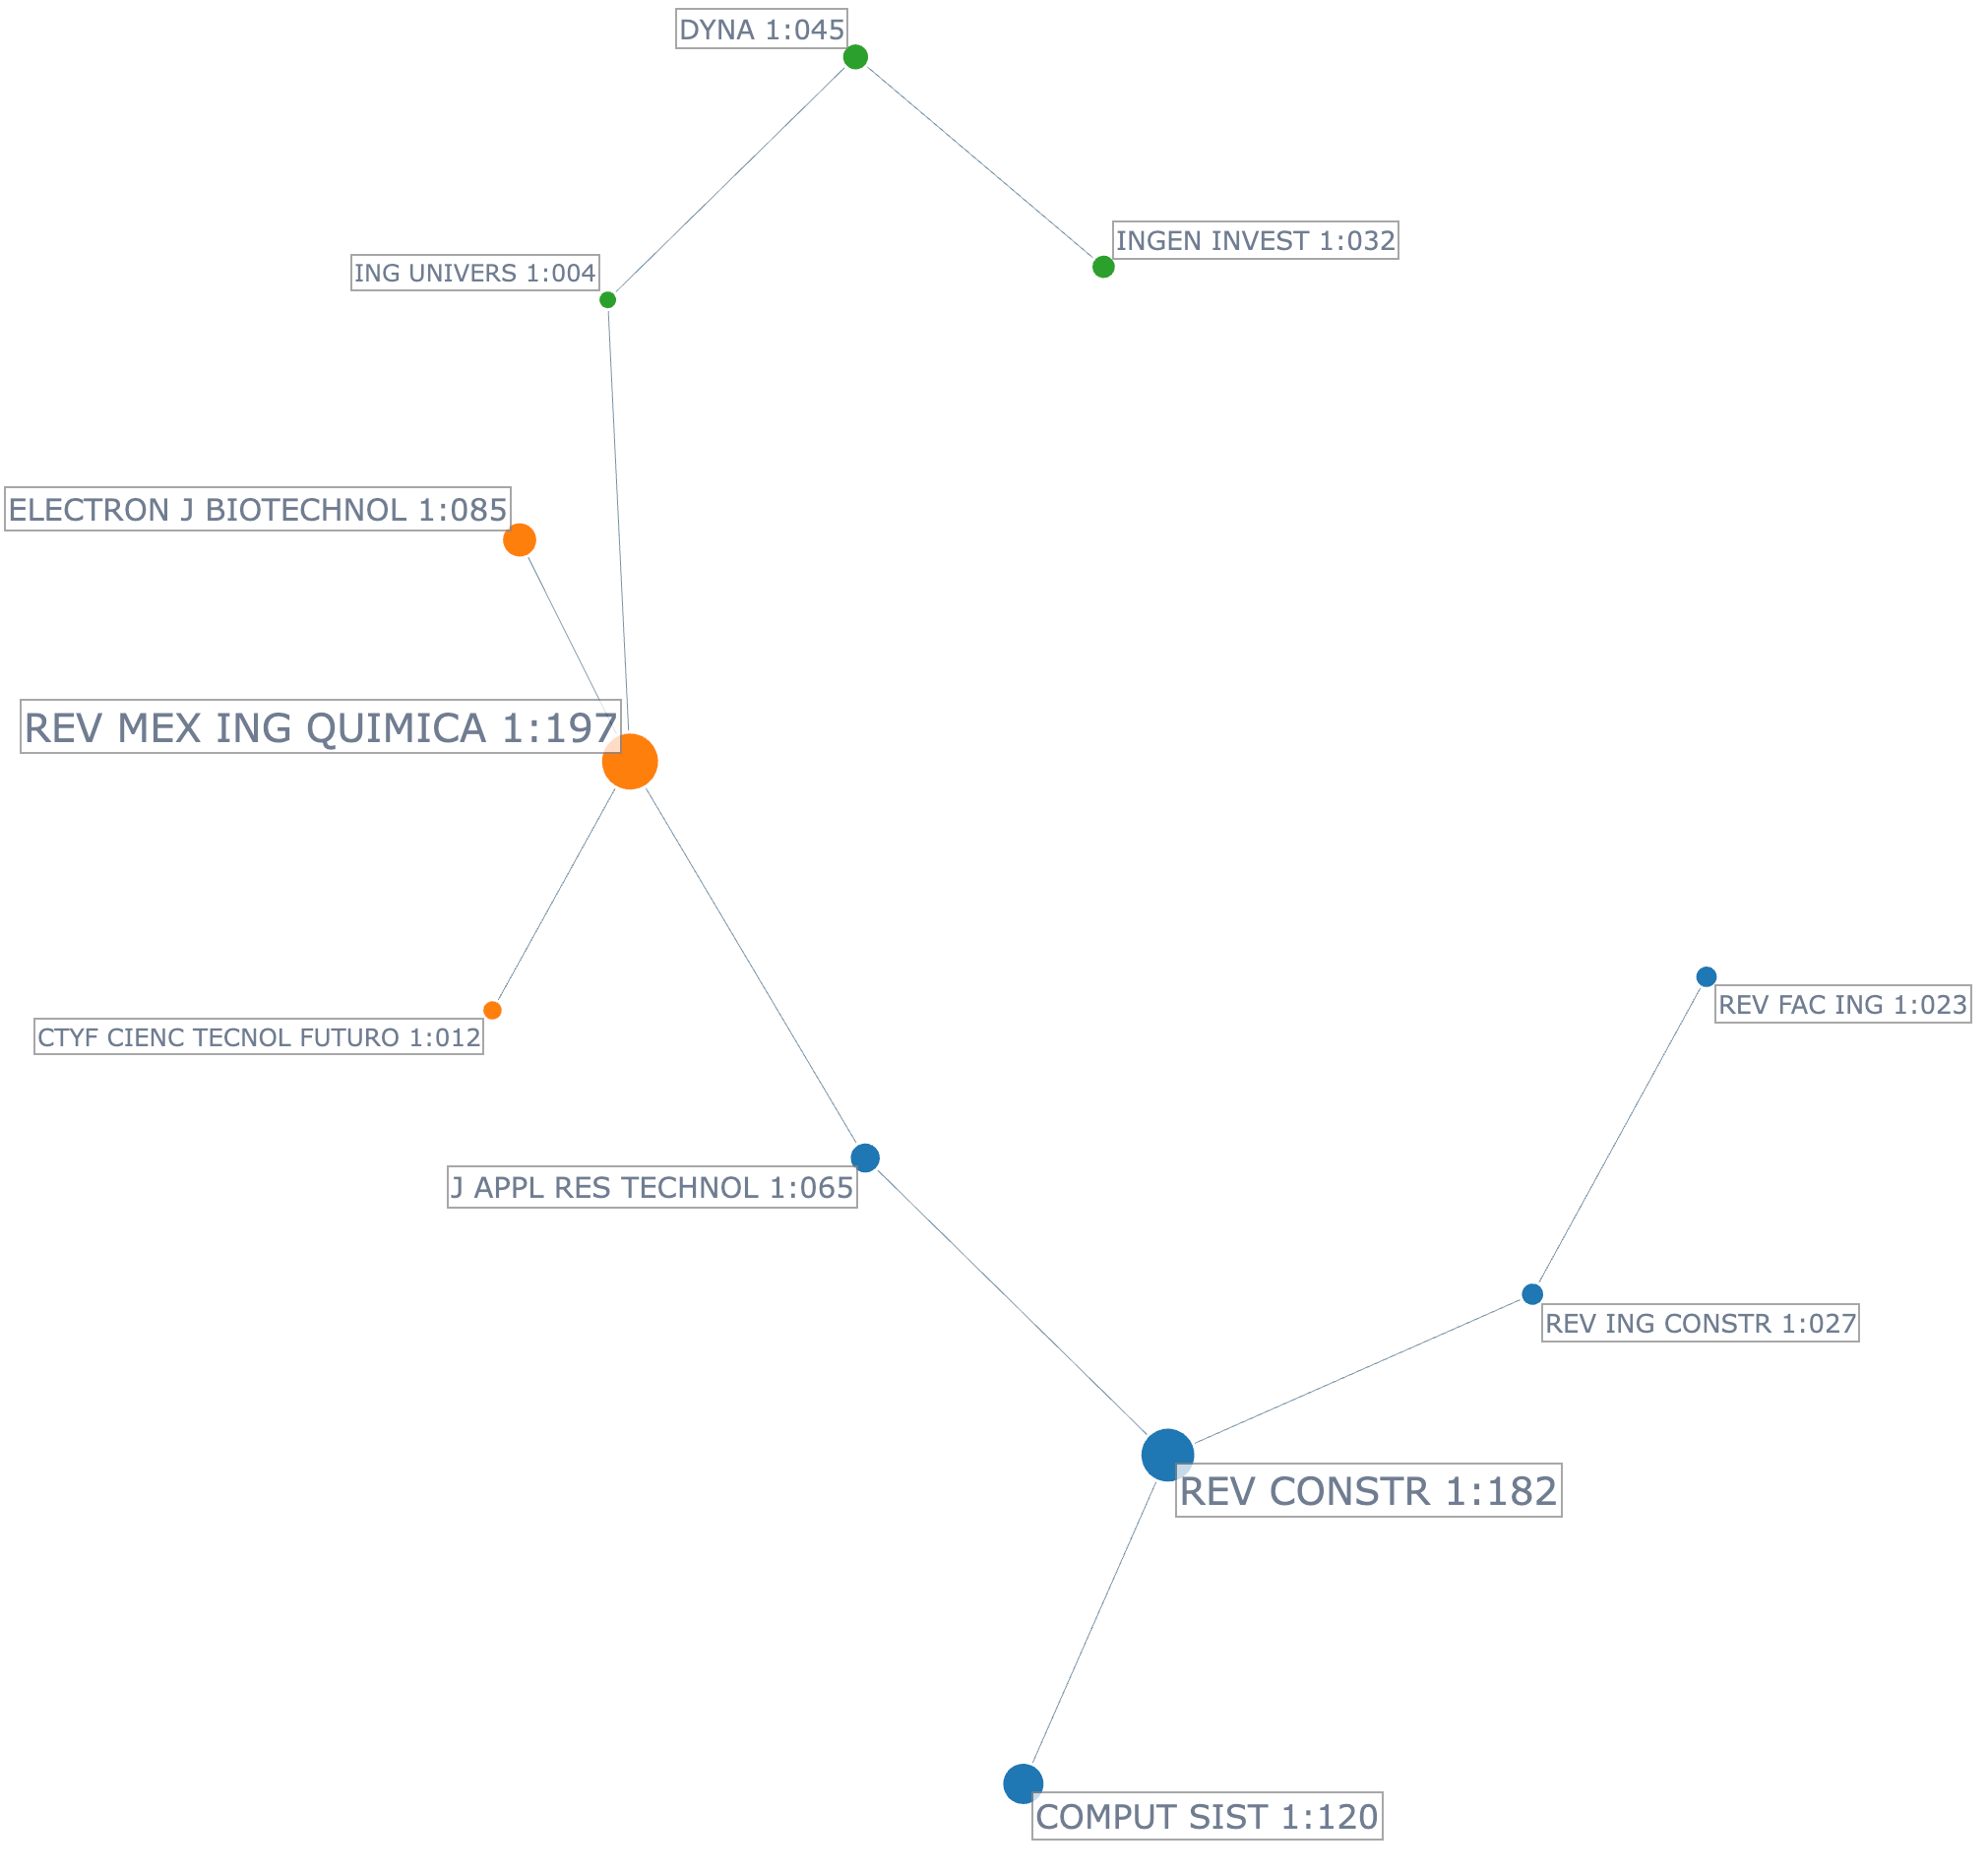 DYNA 1:045
INGEN INVEST 1:032
ING UNIVERS 1:004
ELECTRON J BIOTECHNOL 1:085
REV MEX ING QUIMICA 1:197
REV FAC ING 1:023
CTYF CIENC TECNOL FUTURO 1:012
J APPL RES TECHNOL 1:065
REV ING CONSTR 1:027
REV CONSTR 1:182
COMPUT SIST 1:120